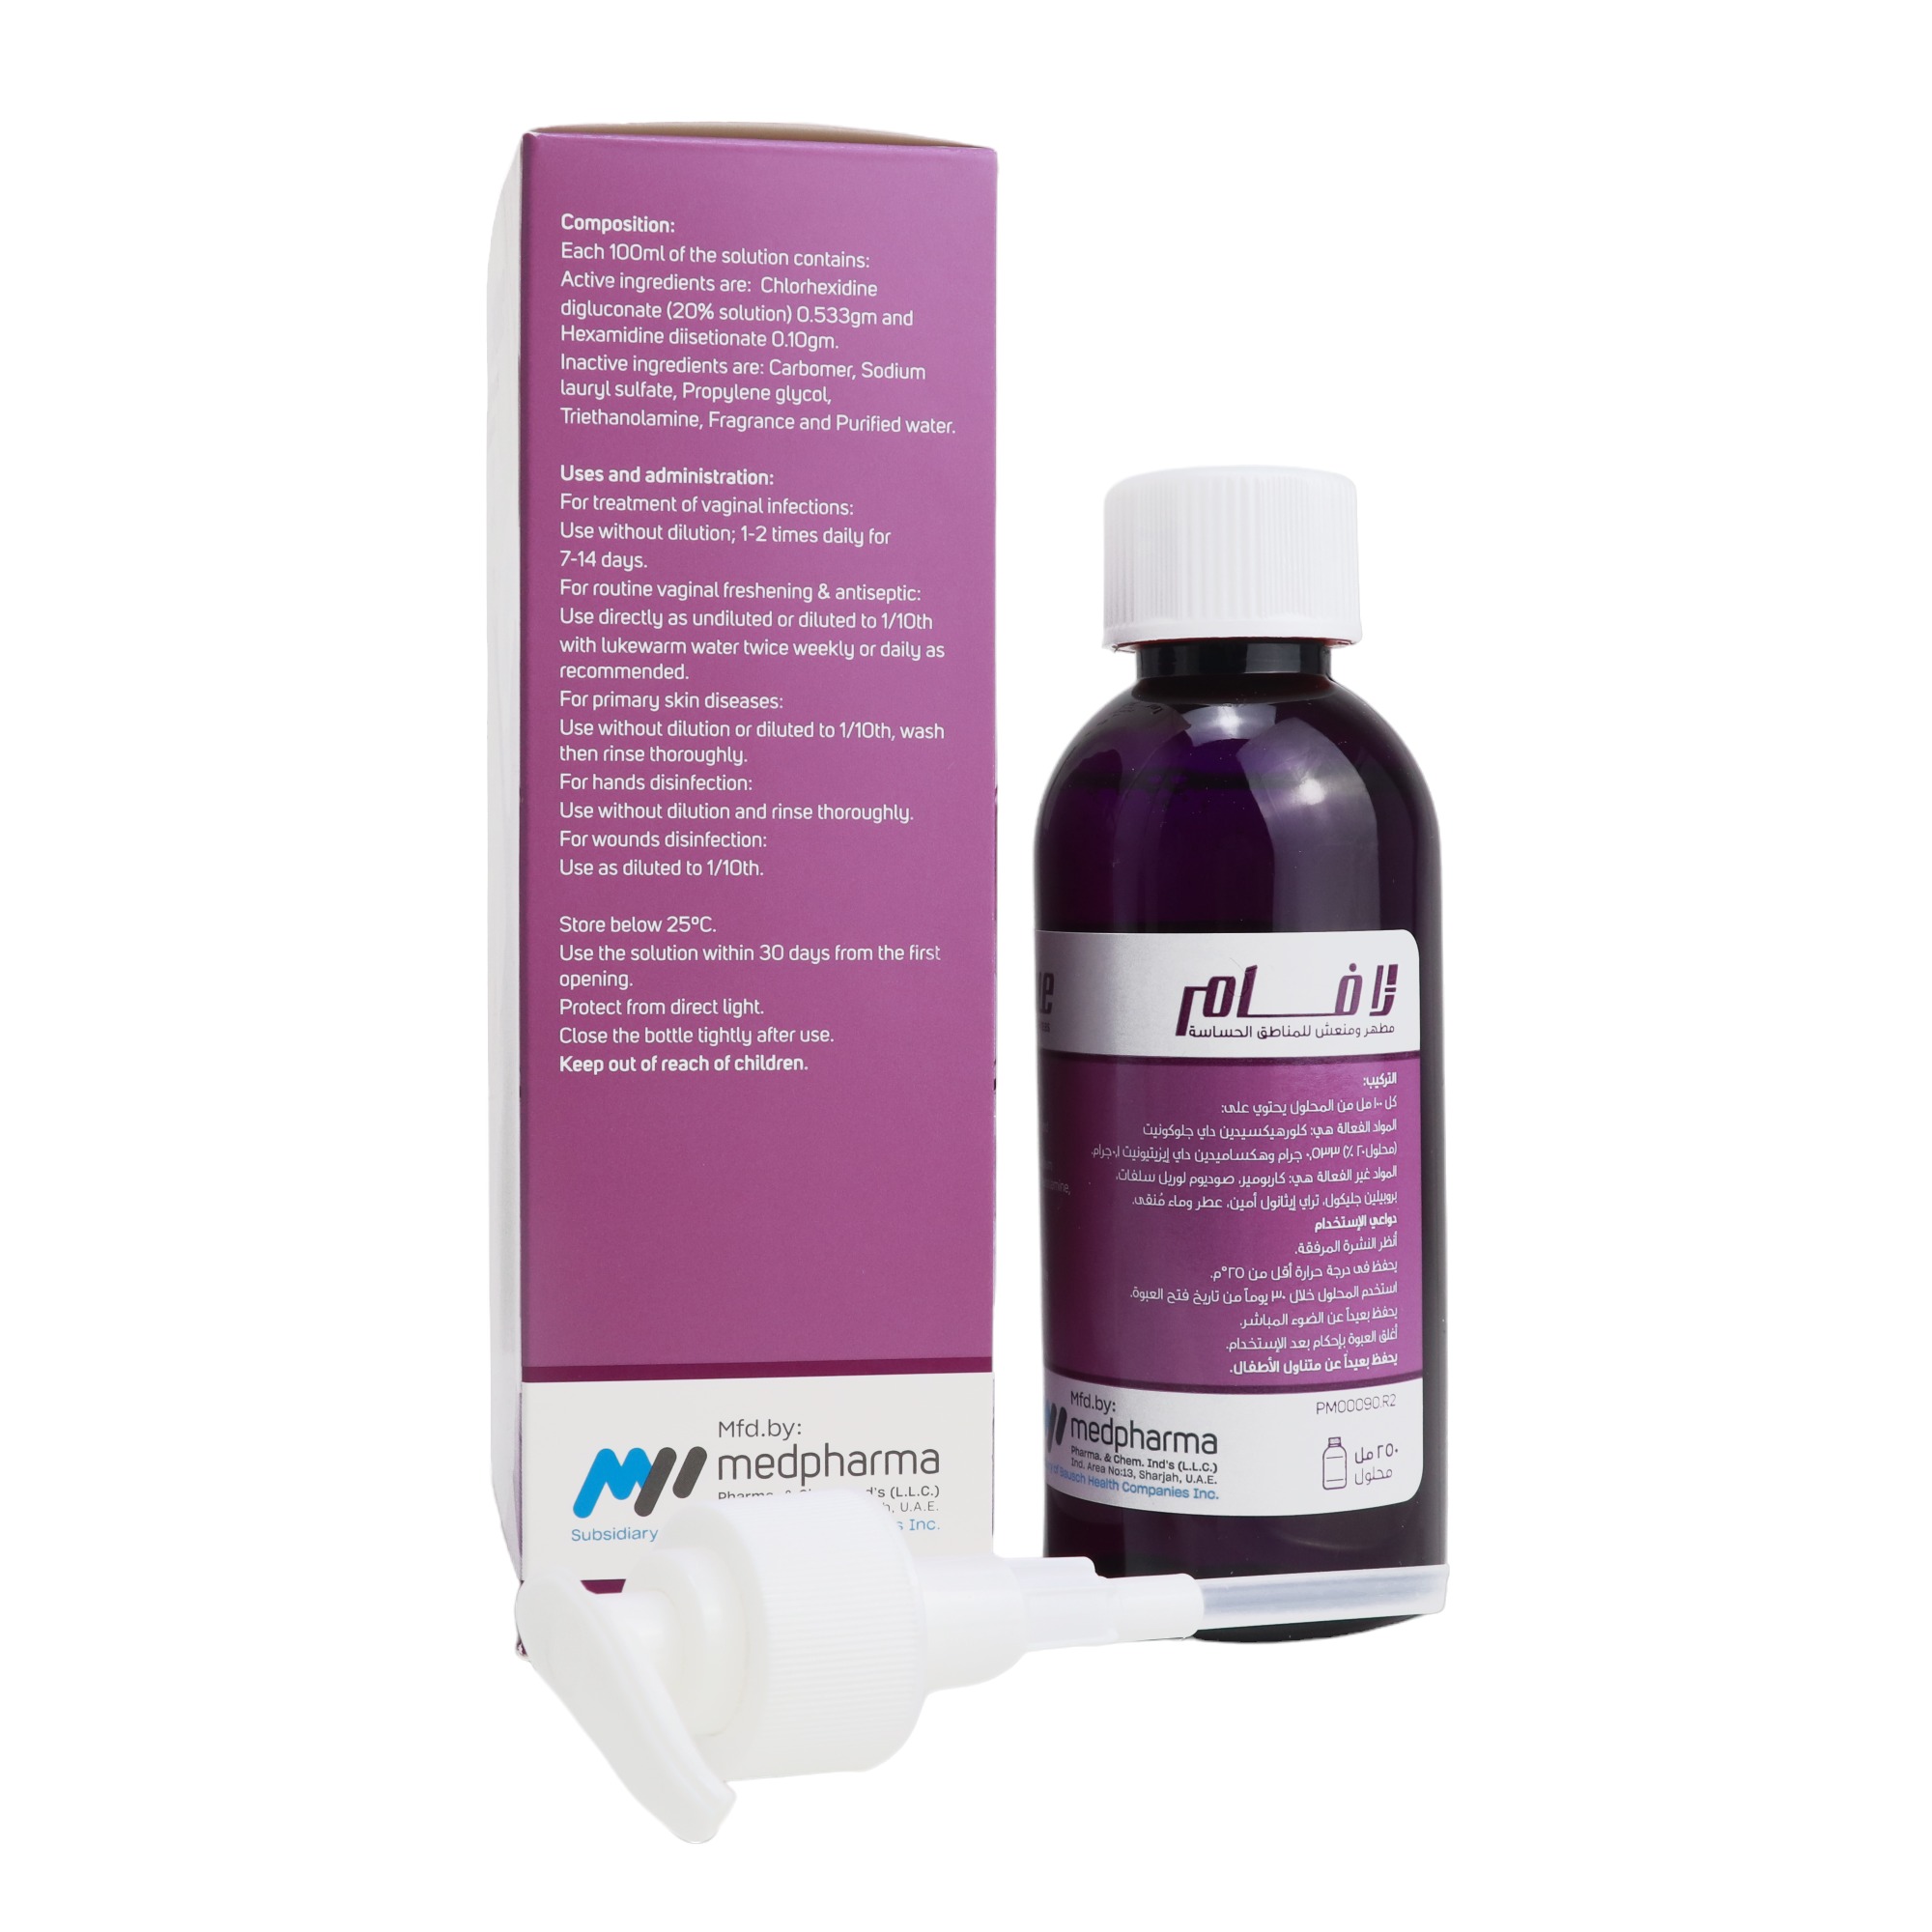 Composition:
Each 100ml of the solution contains:
Active ingredients are: Chlorhexidine
digluconate (20% solution) 0.533gm and
Hexamidine diisetionate 0.10gm.
Inactive ingredients are: Carbomer, Sodium
lauryl sulfate, Propylene glycol,
Triethanolamine, Fragrance and Purified water.
Uses and administration:
For treatment of vaginal infections:
Use without dilution; 1-2 times daily for
7-14 days.
For routine vaginal freshening & antiseptic:
Use directly as undiluted or diluted to 1/10th
with lukewarm water twice weekly or daily as
recommended.
For primary skin diseases:
Use without dilution or diluted to 1/10th, wash
then rinse thoroughly.
For hands disinfection:
Use without dilution and rinse thoroughly.
For wounds disinfection:
Use as diluted to 1/10th.
Store below 25°C.
Use the solution within 30 days from the first
opening.
Protect from direct light.
Close the bottle tightly after use.
Keep out of reach of children.
Mfd.by:
medpharma
Pharma. & (L.L.C.)
U.A.E.
Subsidiary Inc.
لافـــام
مطهر ومنعش للمناطق الحساسة
التركيب:
كل ١٠٠ مل من المحلول يحتوي على:
المواد الفعالة هي: كلورهيكسيدين داي جلوكونيت
(محلول٢٠ ٪) ٠,٥٣٣ جرام وهكساميدين داي إيزيثيونيت ٠,١جرام.
المواد غير الفعالة هي: كاربومير، صوديوم لوريل سلفات،
بروبيلين جليكول، تراي إيثانول أمين، عطر وماء مُنقى.
دواعي الإستخدام
أنظر النشرة المرفقة.
يحفظ فى درجة حرارة أقل من ٢٥°م.
استخدم المحلول خلال ٣٠ يوماً من تاريخ فتح العبوة.
يحفظ بعيداً عن الضوء المباشر.
أغلق العبوة بإحكام بعد الإستخدام.
يحفظ بعيداً عن متناول الأطفال.
Mfd.by:
medpharma
Pharma. & Chem. Ind's (L.L.C.)
Ind. Area No:13, Sharjah, U.A.E.
of Bausch Health Companies Inc.
PM00090.R2
٢٥٠ مل
محلول